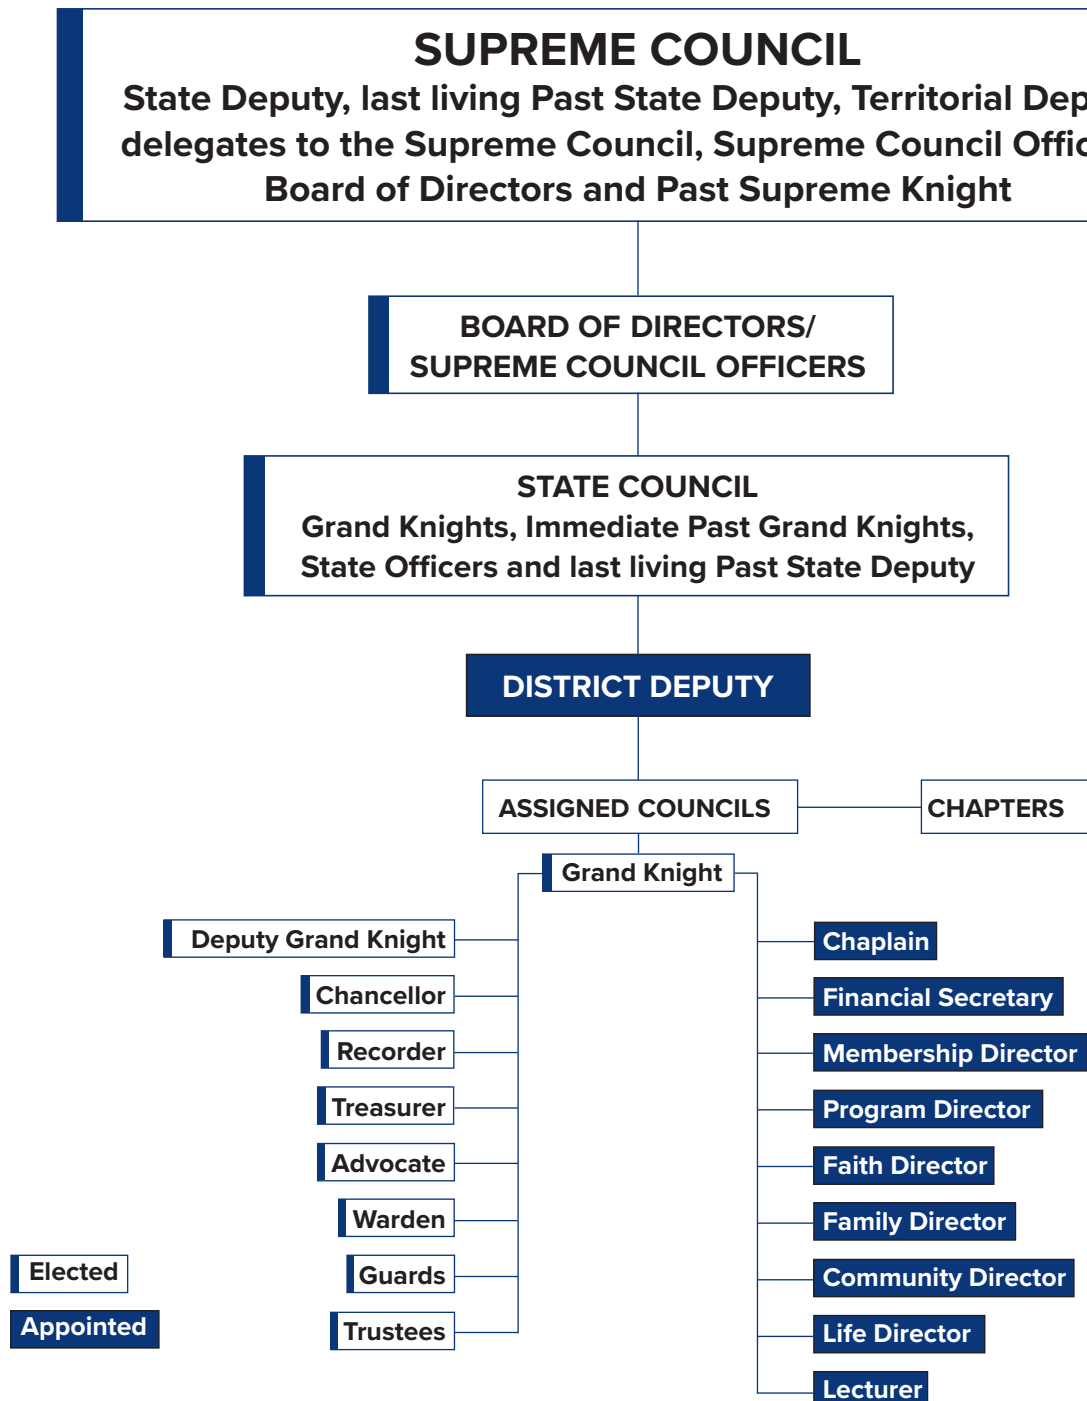 SUPREME COUNCIL
State Deputy, last living Past State Deputy, Territorial
delegates to the Supreme Council, Supreme Council
Board of Directors and Past Supreme Knight
BOARD OF DIRECTORS/
SUPREME COUNCIL OFFICERS
STATE COUNCIL
Grand Knights, Immediate Past Grand Knights,
State Officers and last living Past State Deputy
DISTRICT DEPUTY
ASSIGNED COUNCILS
CHAPTERS
Grand Knight
Deputy Grand Knight
Chancellor
Recorder
Treasurer
Advocate
Warden
Guards
Trustees
Chaplain
Financial Secretary
Membership Director
Program Director
Faith Director
Family Director
Community Director
Life Director
Lecturer
Elected
Appointed